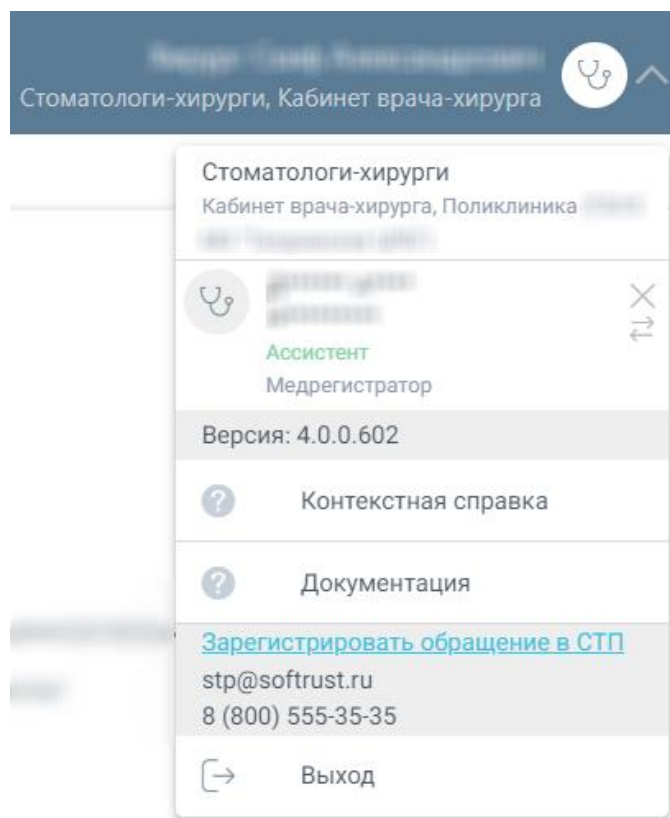 Стоматологи-хирурги, Кабинет врача-хирурга
Стоматологи-хирурги
Кабинет врача-хирурга, Поликлиника
Ассистент
Медрегистратор
Версия: 4.0.0.602
Контекстная справка
Документация
Зарегистрировать обращение в СТП
stp@softrust.ru
8 (800) 555-35-35
Выход